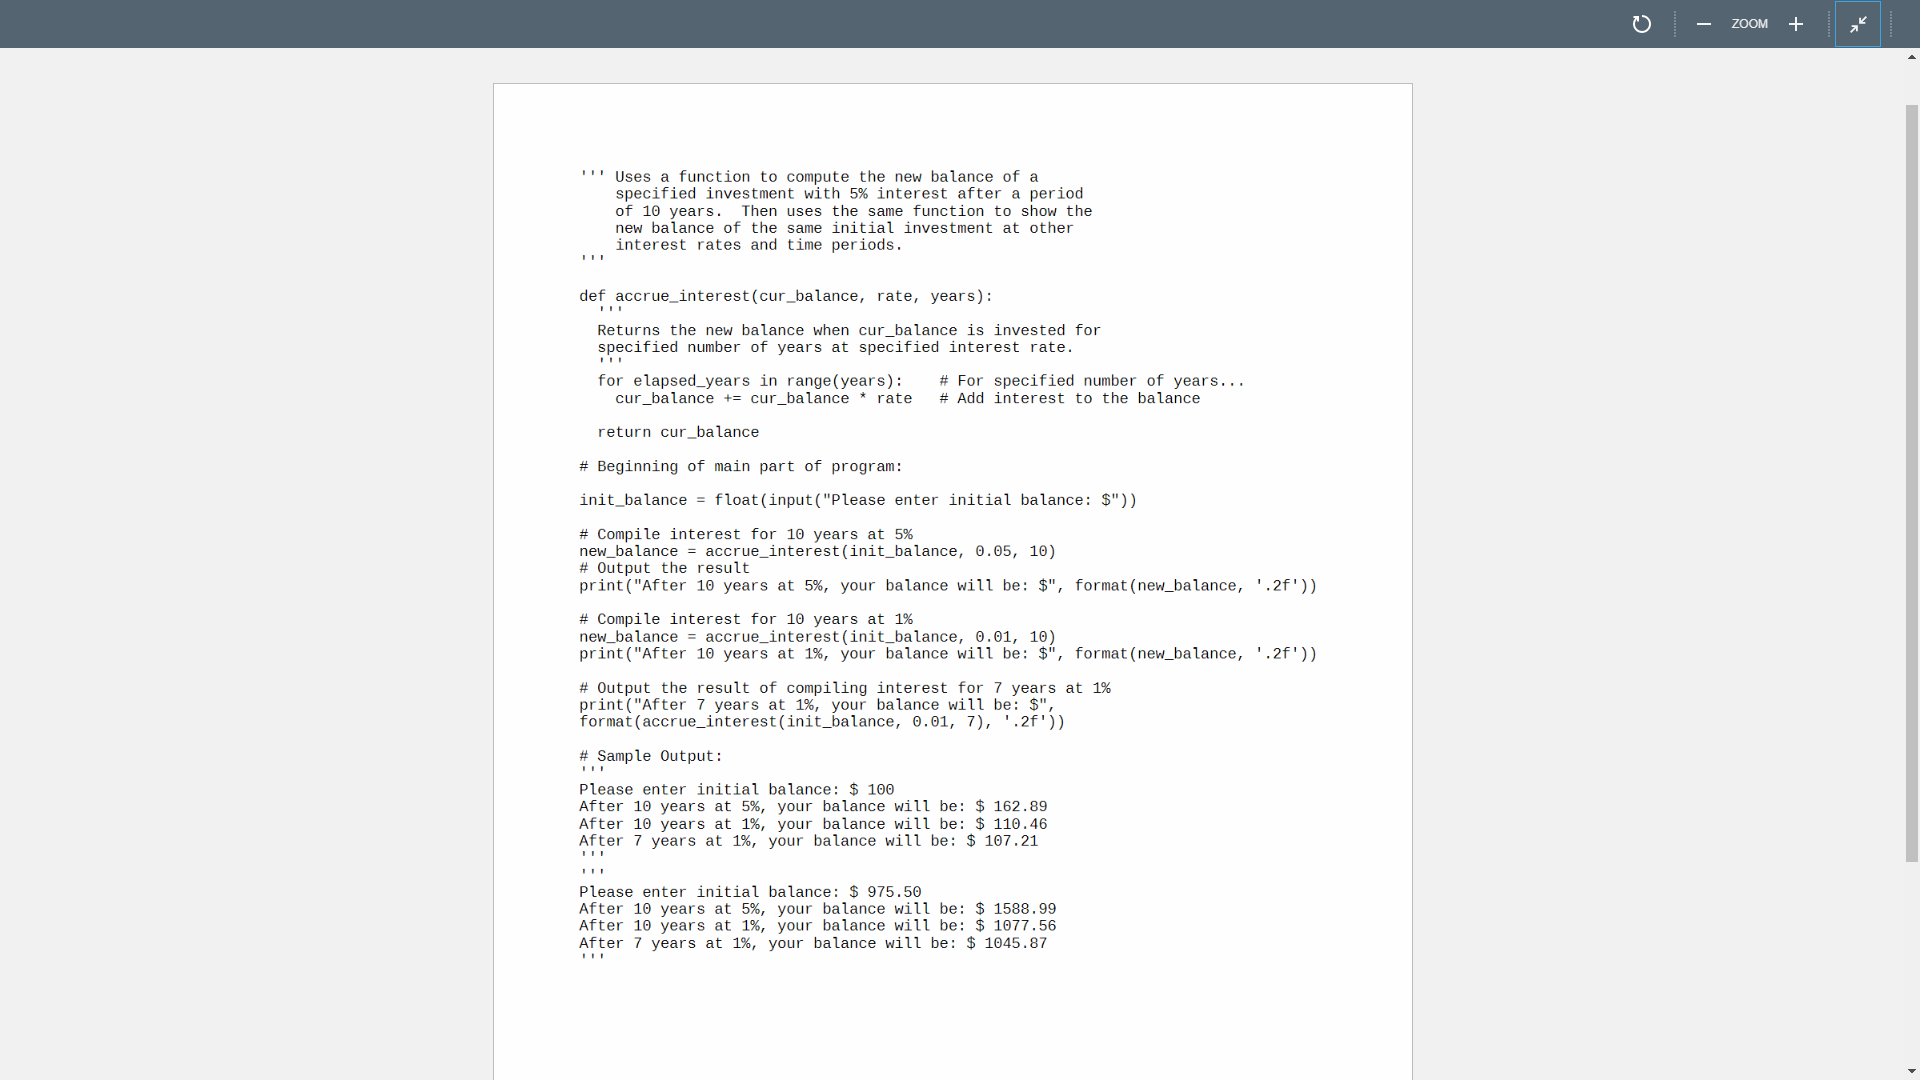 ZOOM
''' Uses a function to compute the new balance of a
    specified investment with 5% interest after a period
    of 10 years.  Then uses the same function to show the
    new balance of the same initial investment at other
    interest rates and time periods.
'''
def accrue_interest(cur_balance, rate, years):
  '''
  Returns the new balance when cur_balance is invested for
  specified number of years at specified interest rate.
  '''
  for elapsed_years in range(years):    # For specified number of years...
    cur_balance += cur_balance * rate   # Add interest to the balance
  return cur_balance
# Beginning of main part of program:
init_balance = float(input("Please enter initial balance: $"))
# Compile interest for 10 years at 5%
new_balance = accrue_interest(init_balance, 0.05, 10)
# Output the result
print("After 10 years at 5%, your balance will be: $", format(new_balance, '.2f'))
# Compile interest for 10 years at 1%
new_balance = accrue_interest(init_balance, 0.01, 10)
print("After 10 years at 1%, your balance will be: $", format(new_balance, '.2f'))
# Output the result of compiling interest for 7 years at 1%
print("After 7 years at 1%, your balance will be: $",
format(accrue_interest(init_balance, 0.01, 7), '.2f'))
# Sample Output:
'''
Please enter initial balance: $ 100
After 10 years at 5%, your balance will be: $ 162.89
After 10 years at 1%, your balance will be: $ 110.46
After 7 years at 1%, your balance will be: $ 107.21
'''
'''
Please enter initial balance: $ 975.50
After 10 years at 5%, your balance will be: $ 1588.99
After 10 years at 1%, your balance will be: $ 1077.56
After 7 years at 1%, your balance will be: $ 1045.87
'''